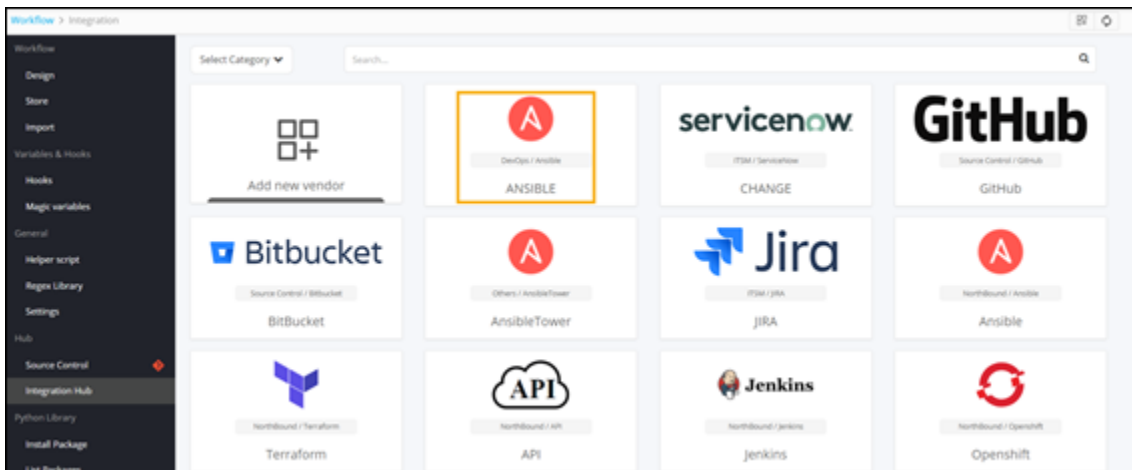 Workflow > Integration
Workflow
Design
Store
Import
Variables & Hooks
Hooks
Magic variables
General
Helper script
Regex Library
Settings
Hub
Source Control
Integration Hub
Python Library
Install Package
List Packages
Select Category
Search...
Add new vendor
DevOps / Ansible
ANSIBLE
servicenow
ITSM / ServiceNow
CHANGE
GitHub
Source Control / GitHub
GitHub
Bitbucket
Source Control / Bitbucket
BitBucket
Others / AnsibleTower
AnsibleTower
Jira
ITSM / JIRA
JIRA
NorthBound / Ansible
Ansible
NorthBound / Terraform
Terraform
API
NorthBound / API
API
Jenkins
NorthBound / Jenkins
Jenkins
NorthBound / Openshift
Openshift